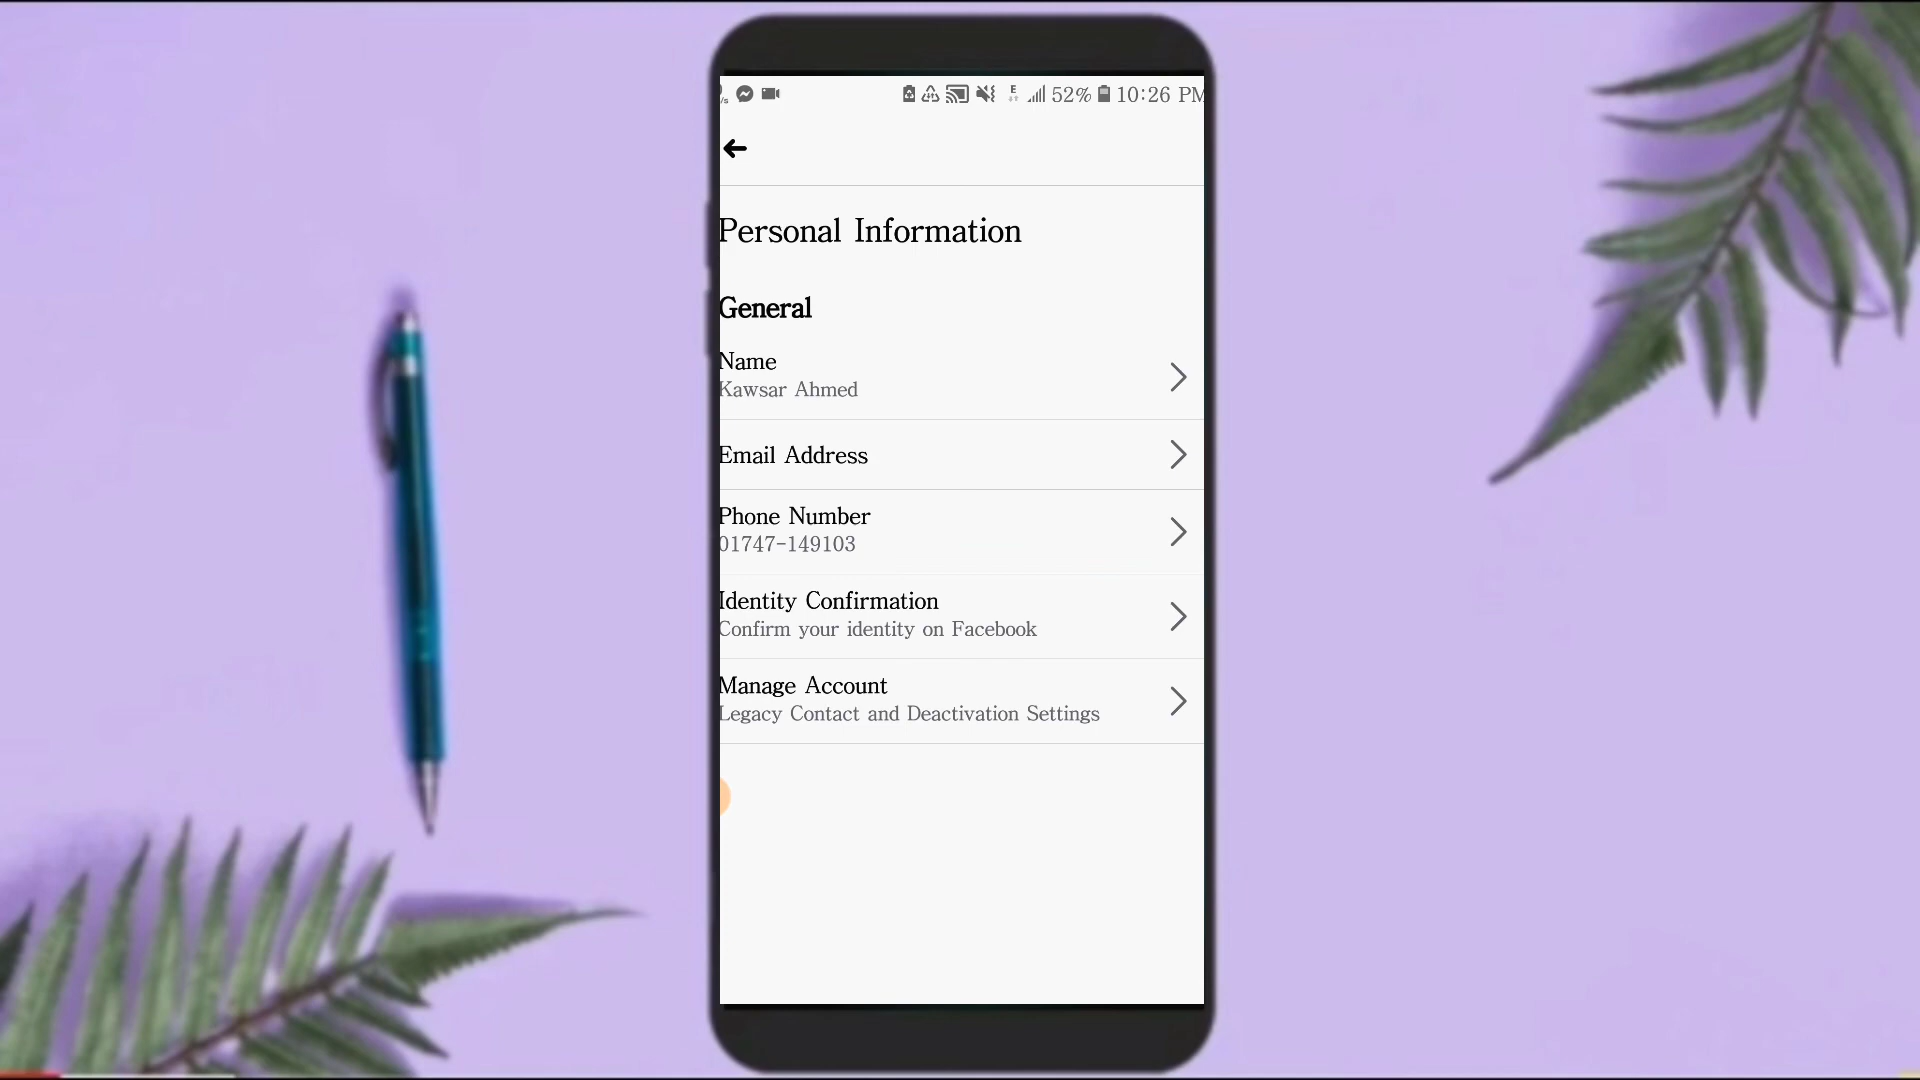 E 52% 10:26 PM
Personal Information
General
Name
Kawsar Ahmed
Email Address
Phone Number
01747-149103
Identity Confirmation
Confirm your identity on Facebook
Manage Account
Legacy Contact and Deactivation Settings